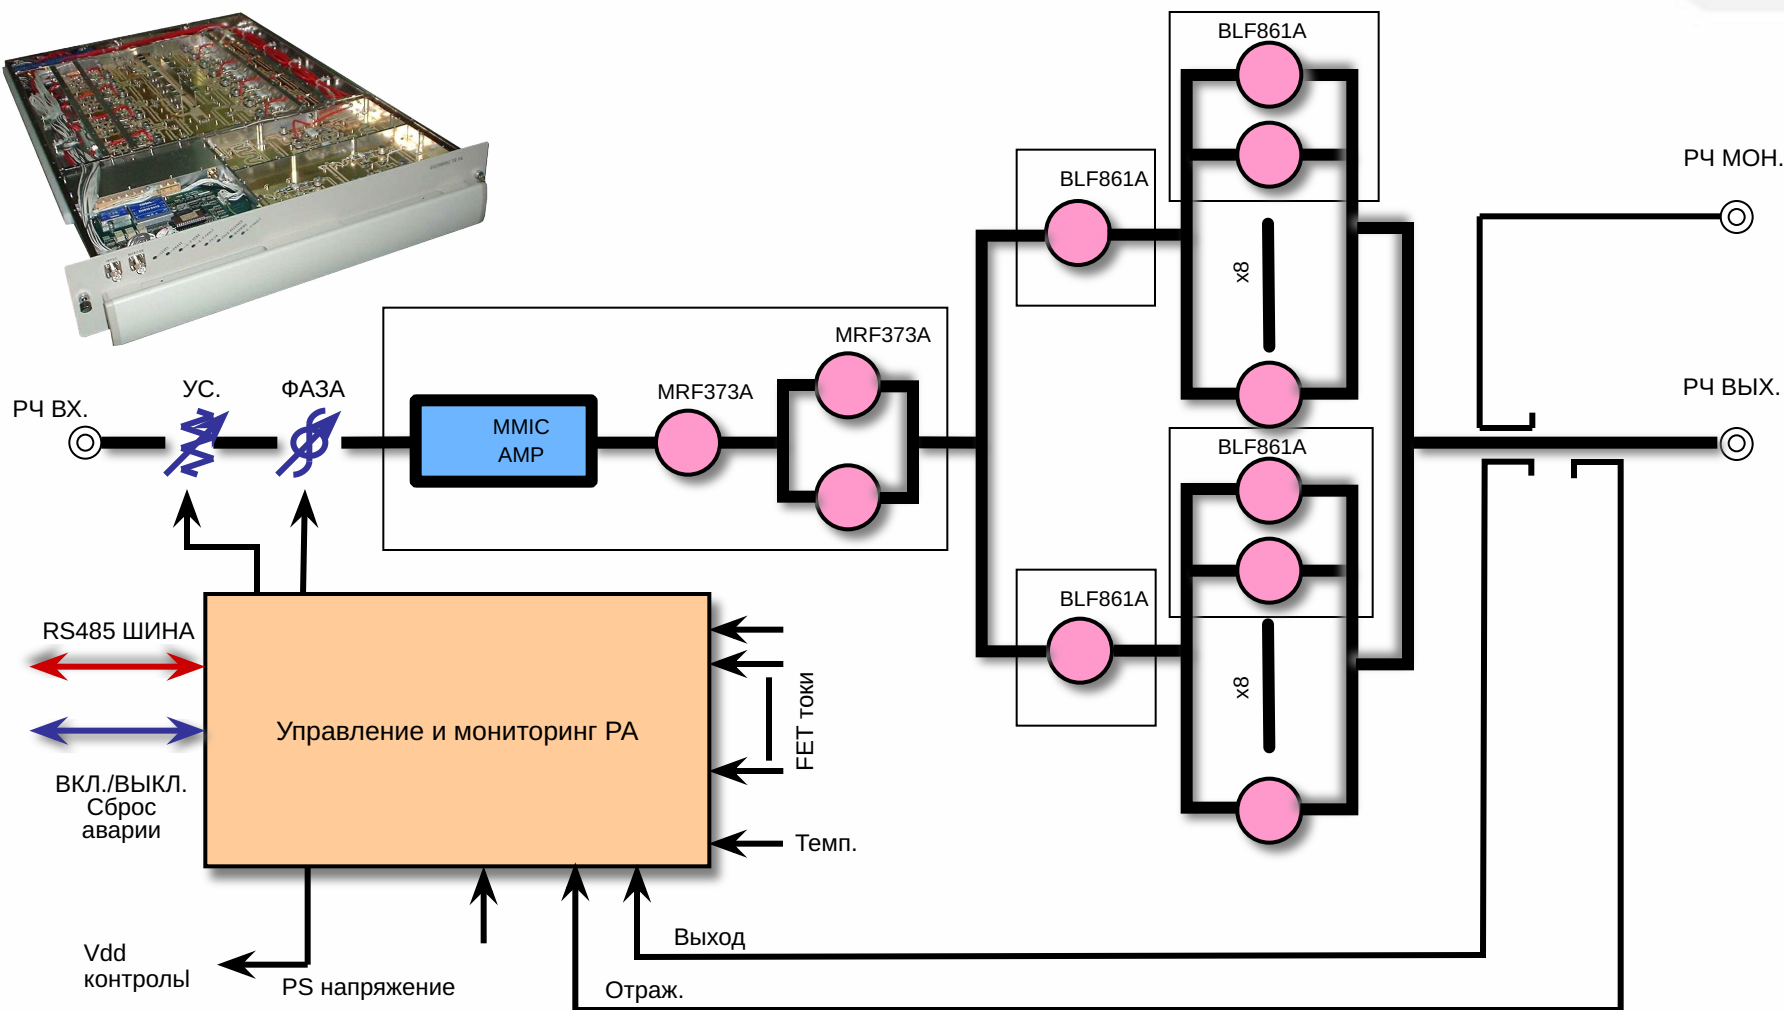 BLF861A
РЧ МОН.
BLF861A
x8
MRF373A
УС.
ФАЗА
MRF373A
РЧ ВЫХ.
РЧ ВХ.
MMIC
AMP
BLF861A
BLF861A
x8
RS485 ШИНА
FET токи
Управление и мониторинг PA
ВКЛ./ВЫКЛ.
Сброс
аварии
Темп.
Выход
Vdd
контролы
PS напряжение
Отраж.